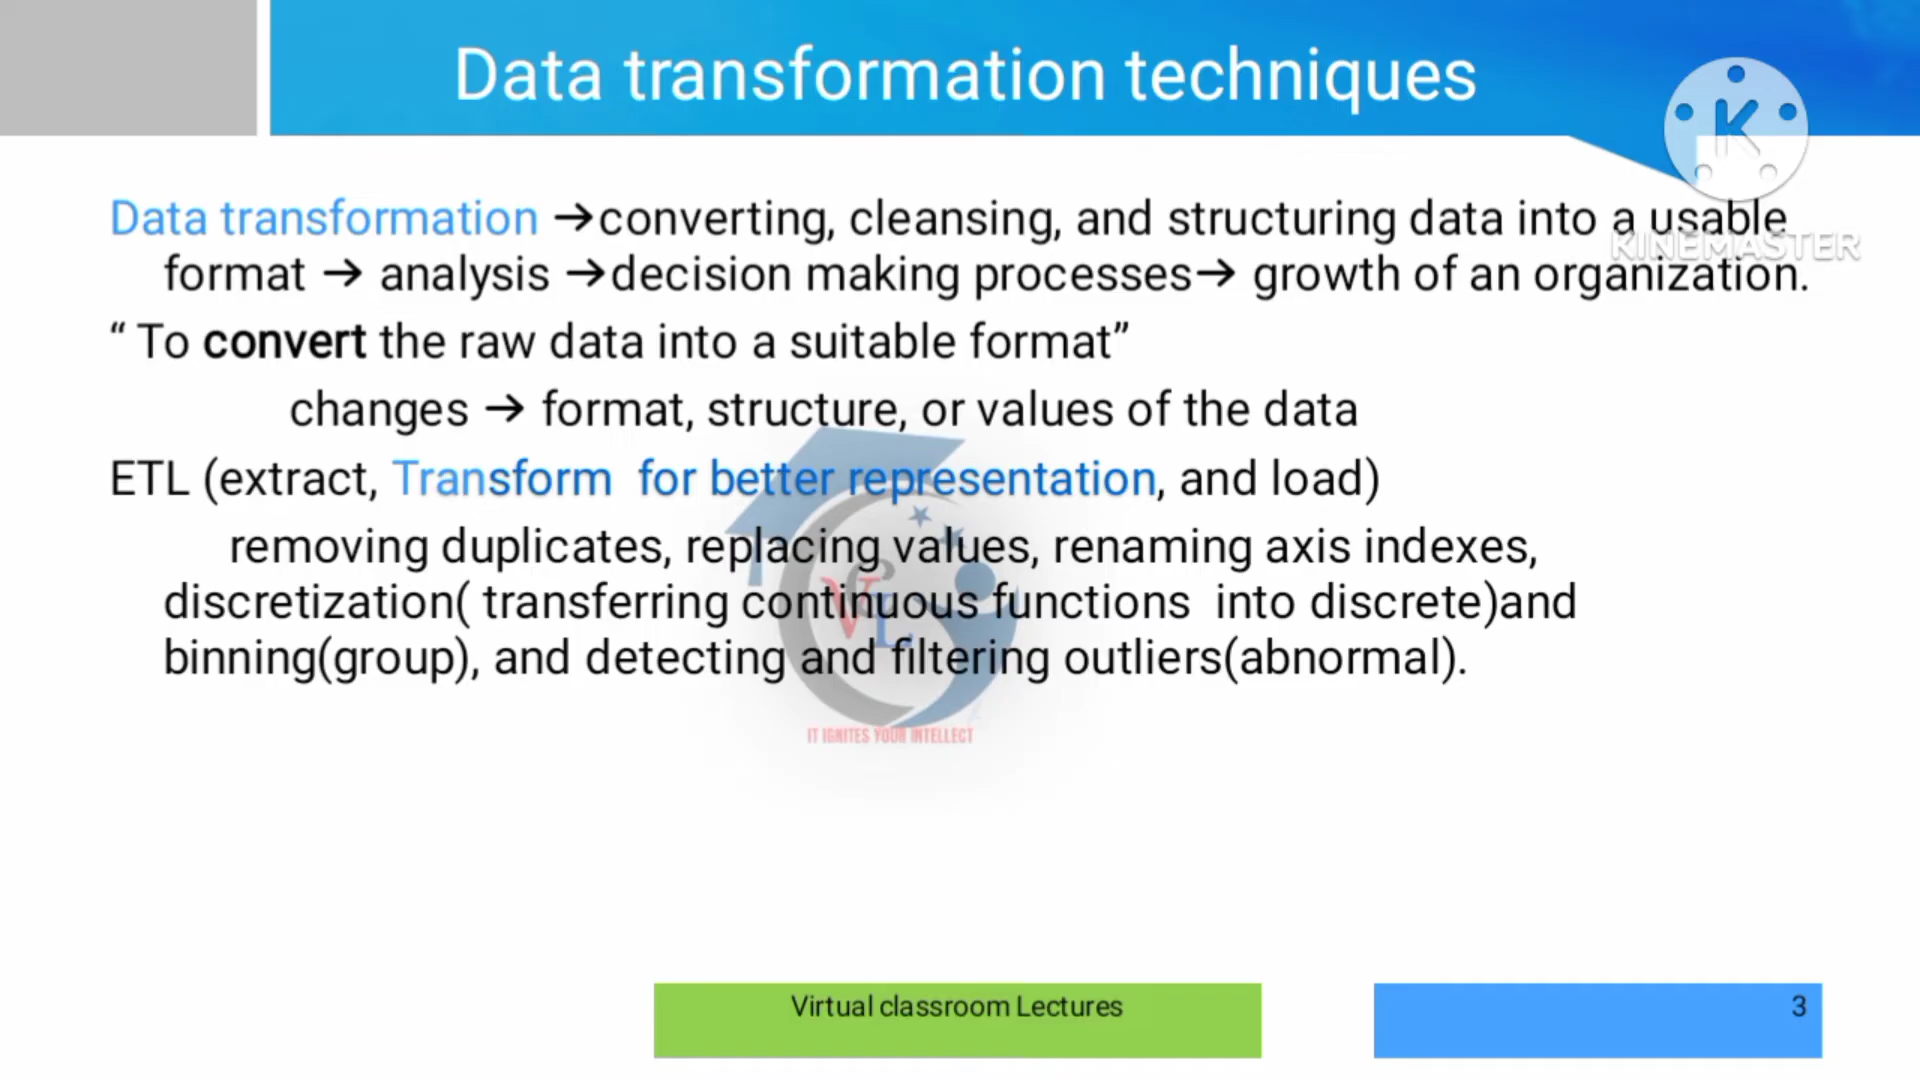 Data transformation techniques
K
KINEMASTER
Data transformation →converting, cleansing, and structuring data into a usable
format → analysis →decision making processes→ growth of an organization.
“ To convert the raw data into a suitable format”
changes → format, structure, or values of the data
ETL (extract, Transform for better representation, and load)
removing duplicates, replacing values, renaming axis indexes,
discretization( transferring continuous functions into discrete)and
binning(group), and detecting and filtering outliers(abnormal).
VCL
IT IGNITES YOUR INTELLECT
Virtual classroom Lectures
3